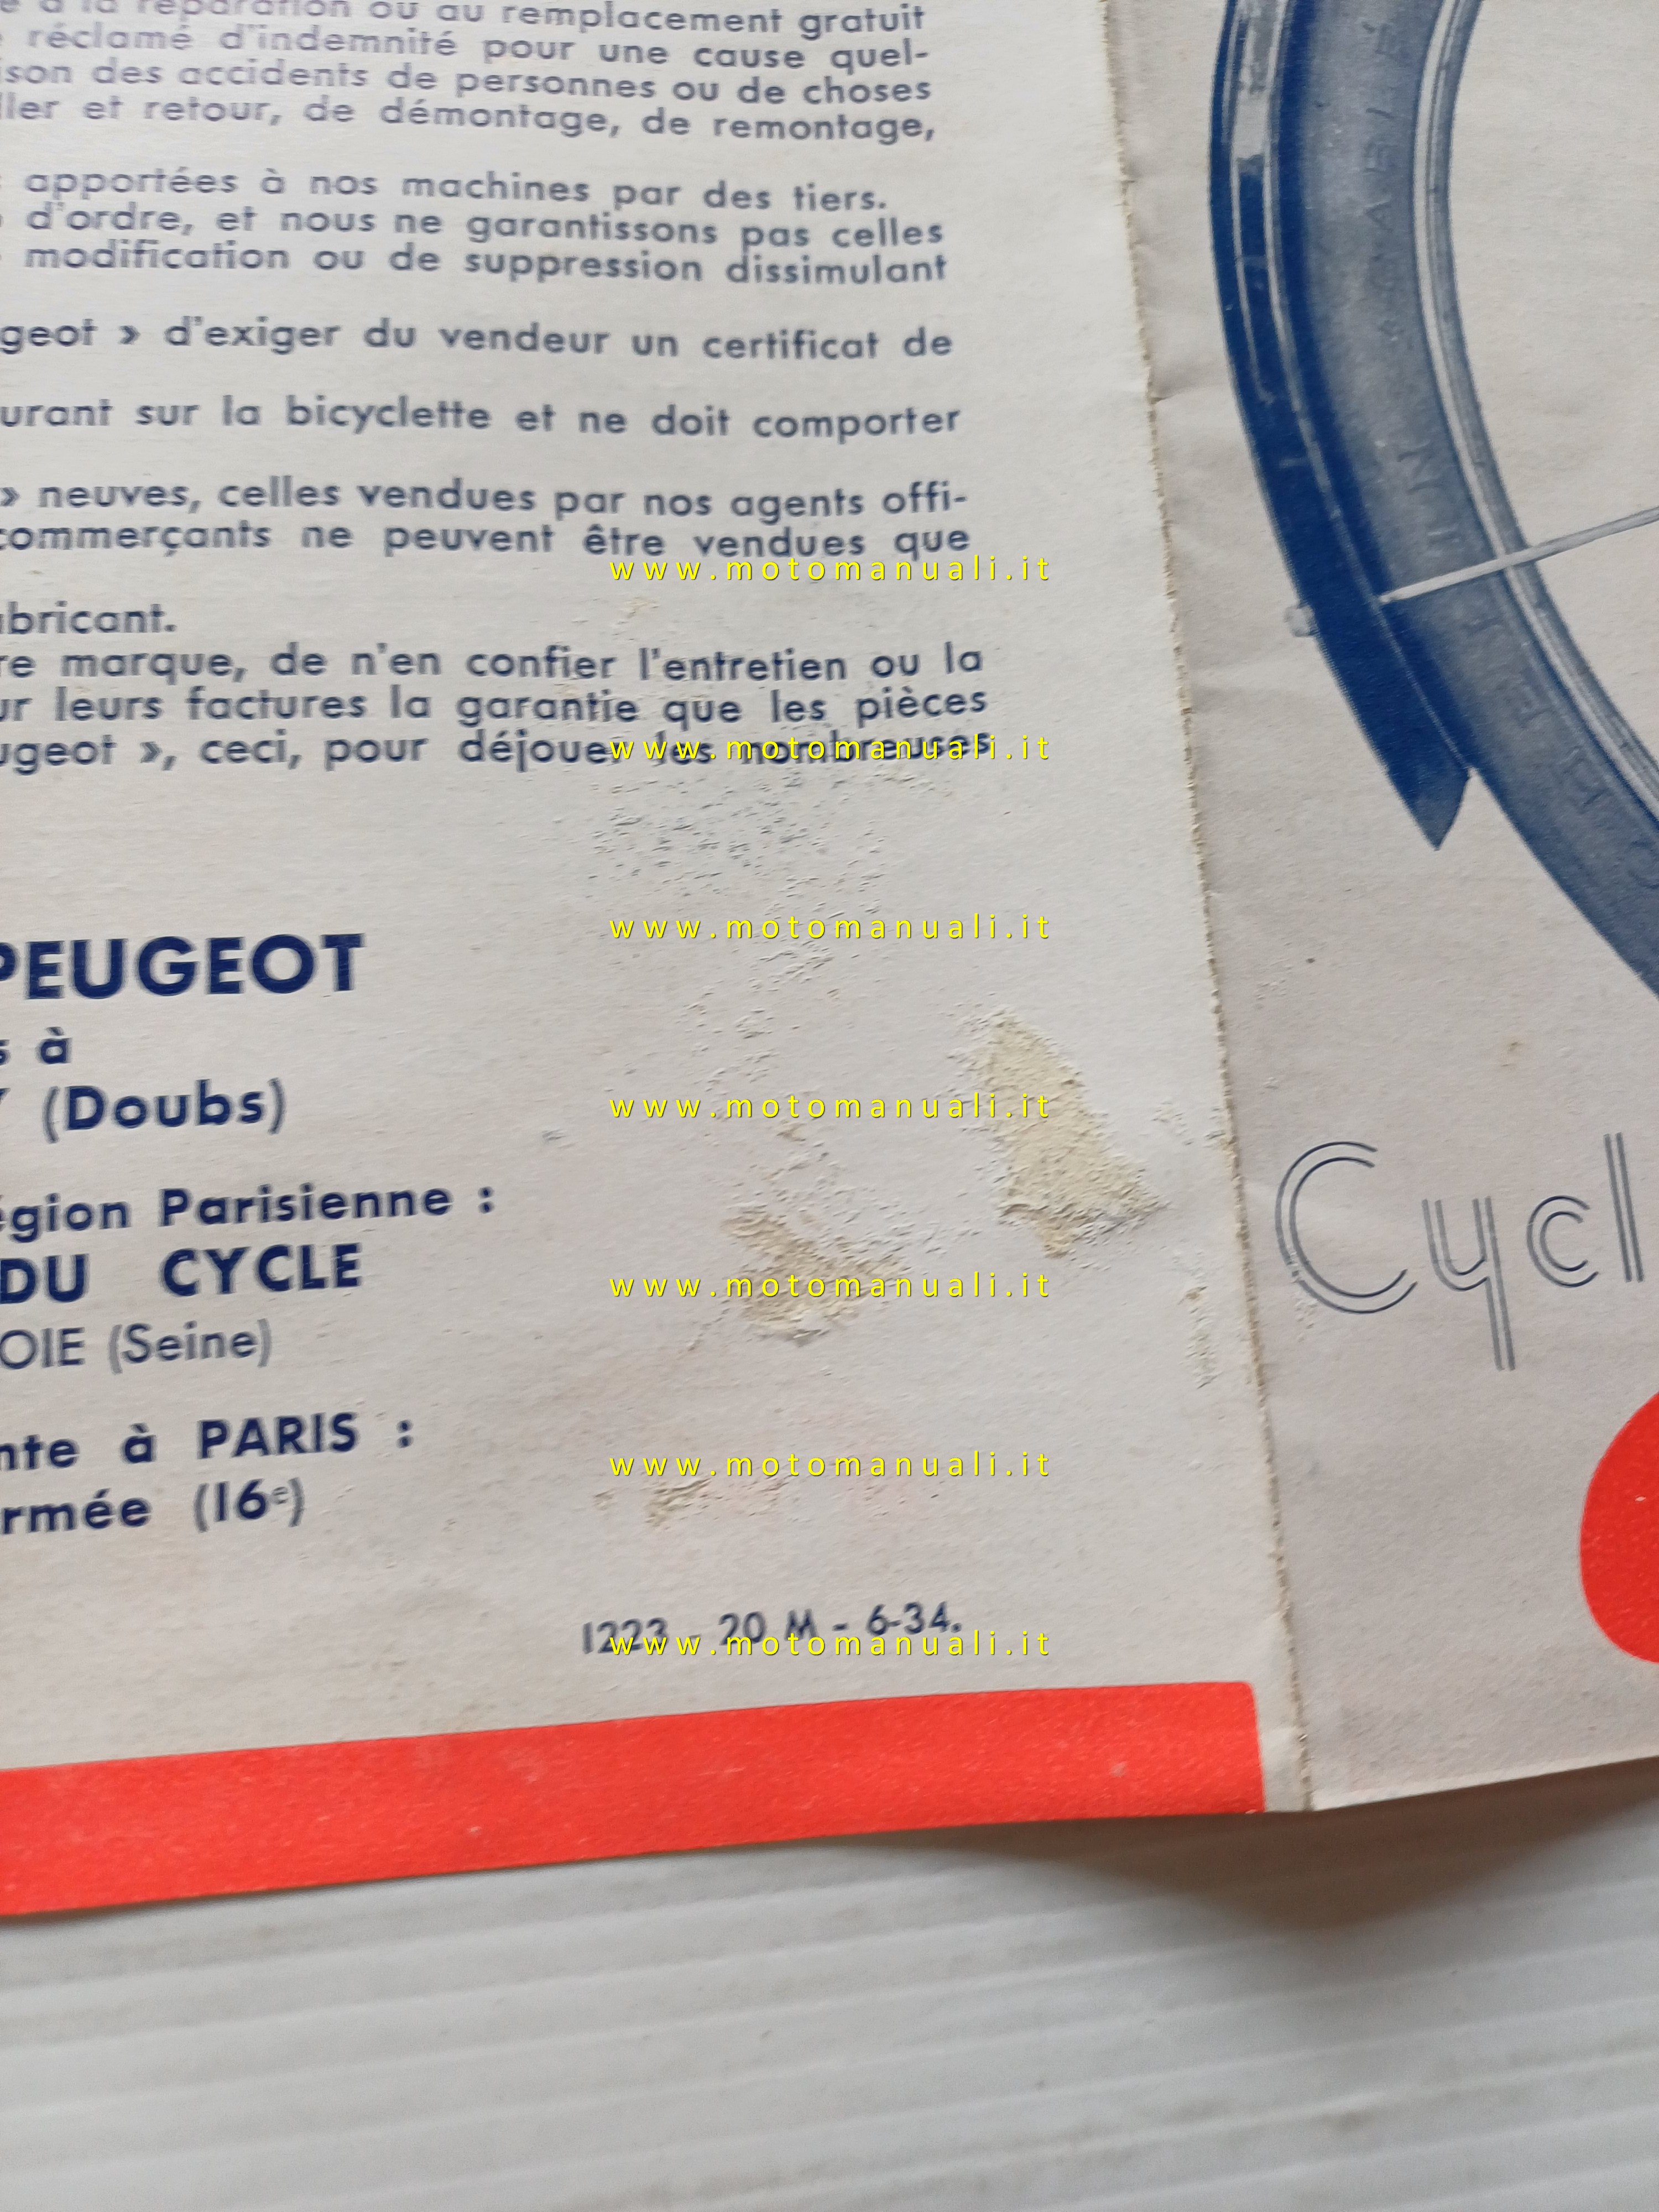 à la réparation ou au remplacement gratuit
réclamé d'indemnité pour une cause quel-
ison des accidents de personnes ou de choses
ller et retour, de démontage, de remontage,
apportées à nos machines par des tiers.
d'ordre, et nous ne garantissons pas celles
modification ou de suppression dissimulant
geot » d'exiger du vendeur un certificat de
urant sur la bicyclette et ne doit comporter
» neuves, celles vendues par nos agents offi-
commerçants ne peuvent être vendues que
www.motomanuali.it
bricant.
re marque, de n'en confier l'entretien ou la
ur leurs factures la garantie que les pièces
ugeot », ceci, pour déjouer les nombreuses
www.motomanuali.it
www.motomanuali.it
PEUGEOT
s à
(Doubs)
www.motomanuali.it
égion Parisienne :
DU CYCLE
www.motomanuali.it
OIE (Seine)
nte à PARIS :
www.motomanuali.it
rmée (16e)
1223 - 20 M - 6-34.
www.motomanuali.it
Cycl